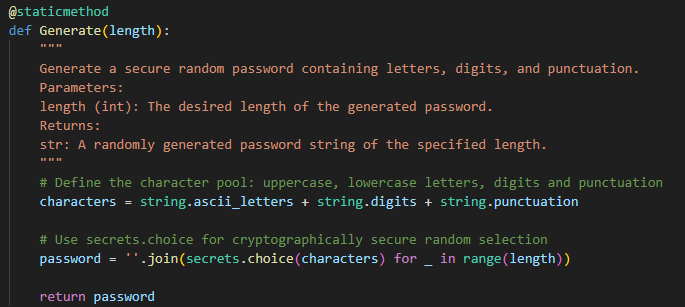 @staticmethod
def Generate(length):
    """
    Generate a secure random password containing letters, digits, and punctuation.
    Parameters:
    length (int): The desired length of the generated password.
    Returns:
    str: A randomly generated password string of the specified length.
    """
    # Define the character pool: uppercase, lowercase letters, digits and punctuation
    characters = string.ascii_letters + string.digits + string.punctuation

    # Use secrets.choice for cryptographically secure random selection
    password = ''.join(secrets.choice(characters) for _ in range(length))

    return password